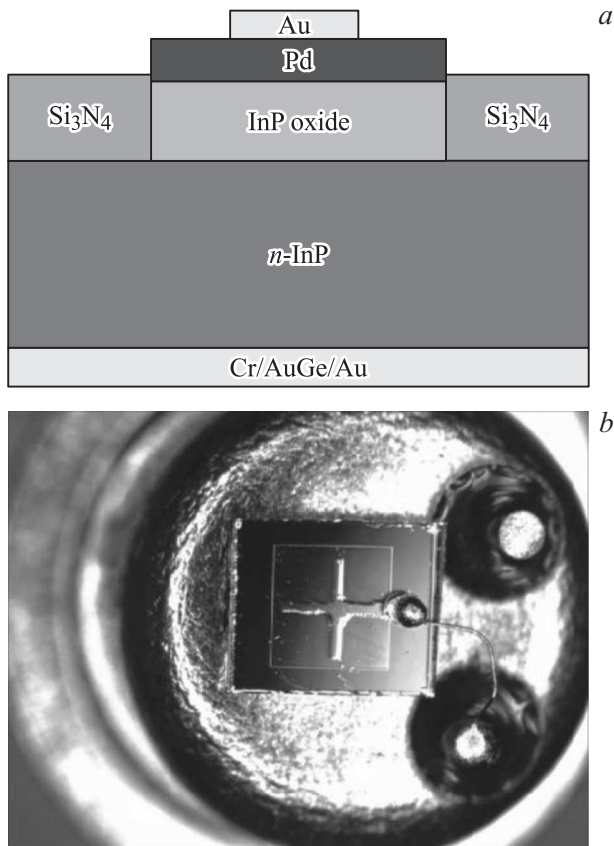 a
Au
Pd
Si₃N₄ InP oxide Si₃N₄
n-InP
Cr/AuGe/Au
b